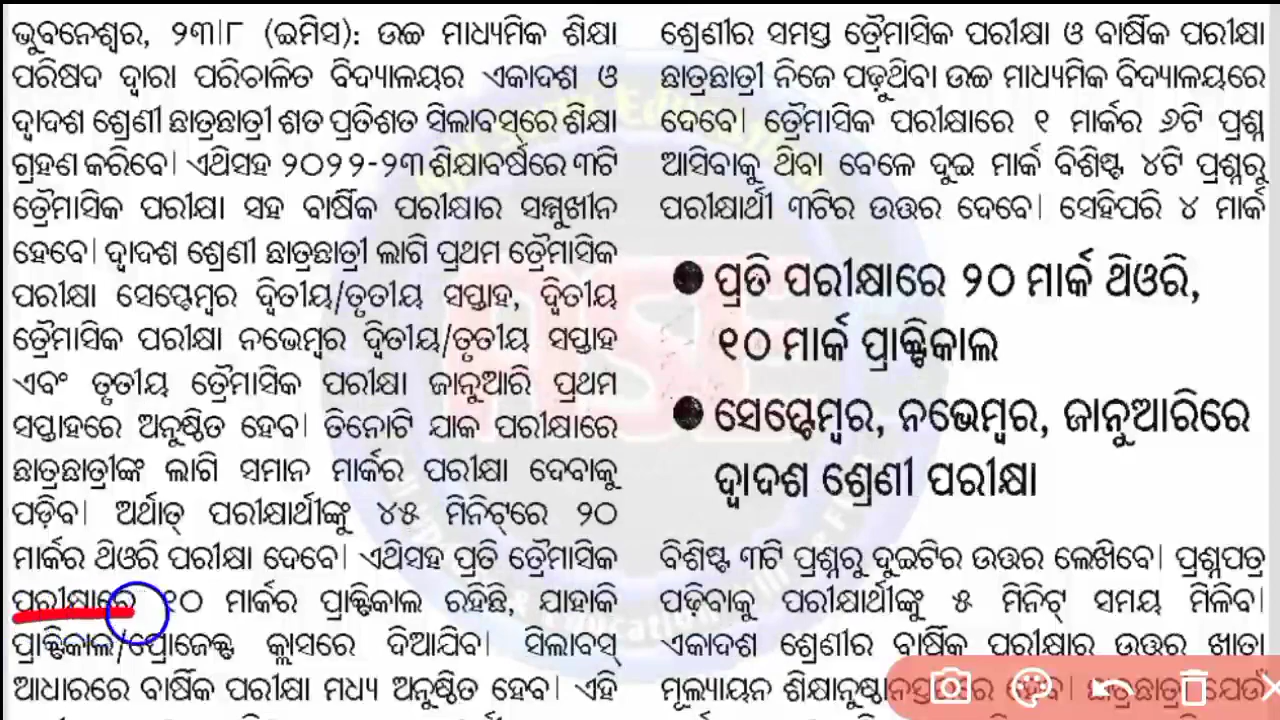 ଭୁବନେଶ୍ୱର, ୨୩।୮ (ଇମିସ): ଉଚ୍ଚ ମାଧ୍ୟମିକ ଶିକ୍ଷା
ପରିଷଦ ଦ୍ୱାରା ପରିଚାଳିତ ବିଦ୍ୟାଳୟର ଏକାଦଶ ଓ
ଦ୍ୱାଦଶ ଶ୍ରେଣୀ ଛାତ୍ରଛାତ୍ରୀ ଶତ ପ୍ରତିଶତ ସିଲାବସ୍‌ରେ ଶିକ୍ଷା
ଗ୍ରହଣ କରିବେ। ଏଥିସହ ୨୦୨୨-୨୩ ଶିକ୍ଷାବର୍ଷରେ ୩ଟି
ତ୍ରୈମାସିକ ପରୀକ୍ଷା ସହ ବାର୍ଷିକ ପରୀକ୍ଷାର ସମ୍ମୁଖୀନ
ହେବେ। ଦ୍ୱାଦଶ ଶ୍ରେଣୀ ଛାତ୍ରଛାତ୍ରୀ ଲାଗି ପ୍ରଥମ ତ୍ରୈମାସିକ
ପରୀକ୍ଷା ସେପ୍ଟେମ୍ବର ଦ୍ୱିତୀୟ/ତୃତୀୟ ସପ୍ତାହ, ଦ୍ୱିତୀୟ
ତ୍ରୈମାସିକ ପରୀକ୍ଷା ନଭେମ୍ବର ଦ୍ୱିତୀୟ/ତୃତୀୟ ସପ୍ତାହ
ଏବଂ ତୃତୀୟ ତ୍ରୈମାସିକ ପରୀକ୍ଷା ଜାନୁଆରି ପ୍ରଥମ
ସପ୍ତାହରେ ଅନୁଷ୍ଠିତ ହେବ। ତିନୋଟି ଯାକ ପରୀକ୍ଷାରେ
ଛାତ୍ରଛାତ୍ରୀଙ୍କ ଲାଗି ସମାନ ମାର୍କର ପରୀକ୍ଷା ଦେବାକୁ
ପଡ଼ିବ। ଅର୍ଥାତ୍ ପରୀକ୍ଷାର୍ଥୀଙ୍କୁ ୪୫ ମିନିଟ୍‌ରେ ୨୦
ମାର୍କର ଥିଓରି ପରୀକ୍ଷା ଦେବେ। ଏଥିସହ ପ୍ରତି ତ୍ରୈମାସିକ
ପରୀକ୍ଷାରେ ୧୦ ମାର୍କର ପ୍ରାକ୍ଟିକାଲ ରହିଛି, ଯାହାକି
ପ୍ରାକ୍ଟିକାଲ/ପ୍ରୋଜେକ୍ଟ କ୍ଲାସରେ ଦିଆଯିବ। ସିଲାବସ୍
ଆଧାରରେ ବାର୍ଷିକ ପରୀକ୍ଷା ମଧ୍ୟ ଅନୁଷ୍ଠିତ ହେବ। ଏହି
ଶ୍ରେଣୀର ସମସ୍ତ ତ୍ରୈମାସିକ ପରୀକ୍ଷା ଓ ବାର୍ଷିକ ପରୀକ୍ଷା
ଛାତ୍ରଛାତ୍ରୀ ନିଜେ ପଢ଼ୁଥିବା ଉଚ୍ଚ ମାଧ୍ୟମିକ ବିଦ୍ୟାଳୟରେ
ଦେବେ। ତ୍ରୈମାସିକ ପରୀକ୍ଷାରେ ୧ ମାର୍କର ୬ଟି ପ୍ରଶ୍ନ
ଆସିବାକୁ ଥିବା ବେଳେ ଦୁଇ ମାର୍କ ବିଶିଷ୍ଟ ୪ଟି ପ୍ରଶ୍ନରୁ
ପରୀକ୍ଷାର୍ଥୀ ୩ଟିର ଉତ୍ତର ଦେବେ। ସେହିପରି ୪ ମାର୍କ
● ପ୍ରତି ପରୀକ୍ଷାରେ ୨୦ ମାର୍କ ଥିଓରି,
୧୦ ମାର୍କ ପ୍ରାକ୍ଟିକାଲ
● ସେପ୍ଟେମ୍ବର, ନଭେମ୍ବର, ଜାନୁଆରିରେ
ଦ୍ୱାଦଶ ଶ୍ରେଣୀ ପରୀକ୍ଷା
ବିଶିଷ୍ଟ ୩ଟି ପ୍ରଶ୍ନରୁ ଦୁଇଟିର ଉତ୍ତର ଲେଖିବେ। ପ୍ରଶ୍ନପତ୍ର
ପଢ଼ିବାକୁ ପରୀକ୍ଷାର୍ଥୀଙ୍କୁ ୫ ମିନିଟ୍ ସମୟ ମିଳିବ।
ଏକାଦଶ ଶ୍ରେଣୀର ବାର୍ଷିକ ପରୀକ୍ଷାର ଉତ୍ତର ଖାତା
ମୂଲ୍ୟାୟନ ଶିକ୍ଷାନୁଷ୍ଠାନସ୍ତରରେ ହେବ। ଛାତ୍ରଛାତ୍ରୀ ଯେଉଁ